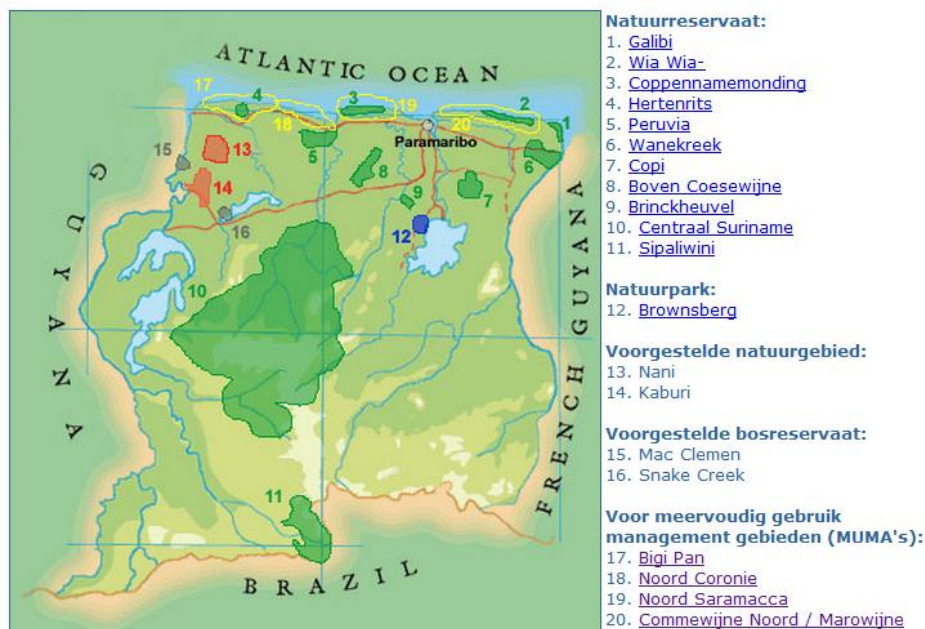 ATLANTIC OCEAN
17
4
3
19
2
18
20
1
Paramaribo
15
13
5
6
8
14
7
9
16
12
10
11
GUYANA
FRENCH GUYANA
BRAZIL
Natuurreservaat:
1. Galibi
2. Wia Wia-
3. Coppennamemonding
4. Hertenrits
5. Peruvia
6. Wanekreek
7. Copi
8. Boven Coesewijne
9. Brinckheuvel
10. Centraal Suriname
11. Sipaliwini
Natuurpark:
12. Brownsberg
Voorgestelde natuurgebied:
13. Nani
14. Kaburi
Voorgestelde bosreservaat:
15. Mac Clemen
16. Snake Creek
Voor meervoudig gebruik
management gebieden (MUMA's):
17. Bigi Pan
18. Noord Coronie
19. Noord Saramacca
20. Commewijne Noord / Marowijne